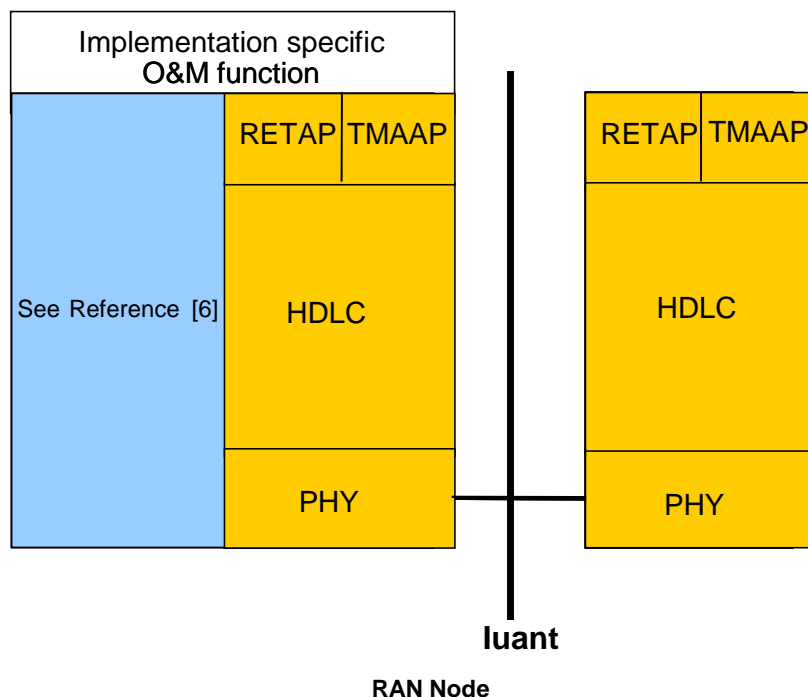 Implementation specific
O&M function
RETAP TMAAP
See Reference [6]
HDLC
PHY
RETAP TMAAP
HDLC
PHY
Iuant
RAN Node